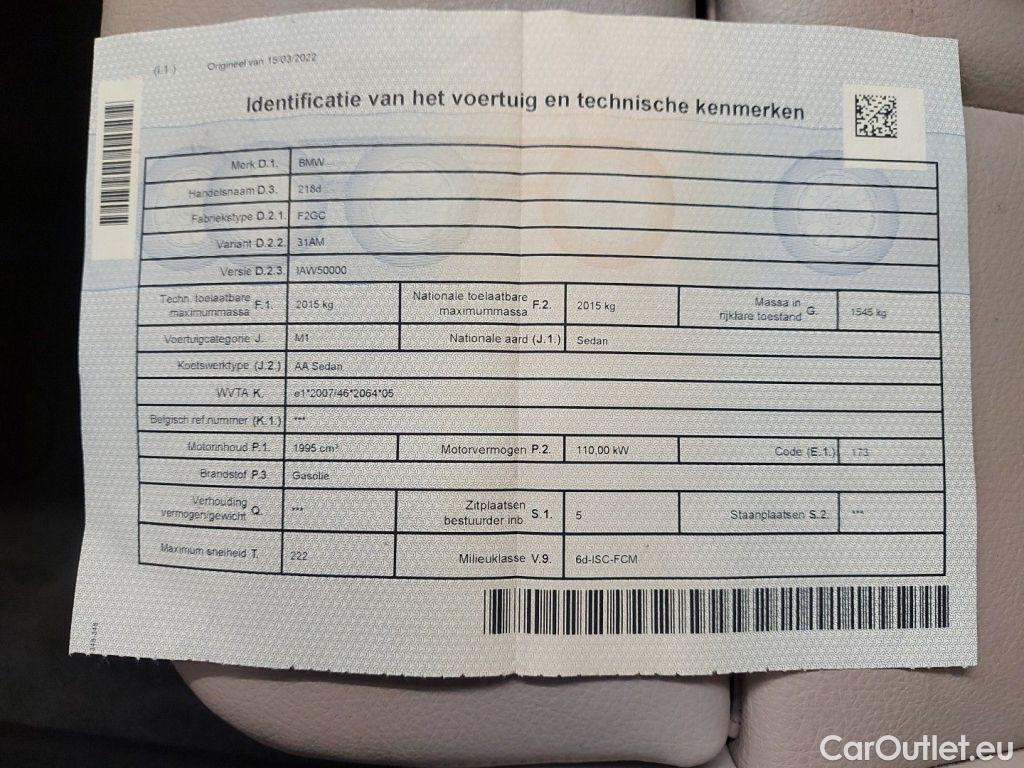 (i.1.) Origineel van 15/03/2022
Identificatie van het voertuig en technische kenmerken
Merk D.1. BMW
Handelsnaam D.3. 218d
Fabriekstype D.2.1. F2GC
Variant D.2.2. 31AM
Versie D.2.3. IAW50000
Techn. toelaatbare maximummassa F.1. 2015 kg Nationale toelaatbare maximummassa F.2. 2015 kg Massa in rijklare toestand G. 1545 kg
Voertuigcategorie J. M1 Nationale aard (J.1.) Sedan
Koetswerktype (J.2.) AA Sedan
WVTA K. e1*2007/46*2064*05
Belgisch ref.nummer (K.1.) ***
Motorinhoud P.1. 1995 cm³ Motorvermogen P.2. 110,00 kW Code (E.1.) 173
Brandstof P.3. Gasolie
Verhouding vermogen/gewicht Q. *** Zitplaatsen bestuurder inb S.1. 5 Staanplaatsen S.2. ***
Maximum snelheid T. 222 Milieuklasse V.9. 6d-ISC-FCM
348-348
CarOutlet.eu